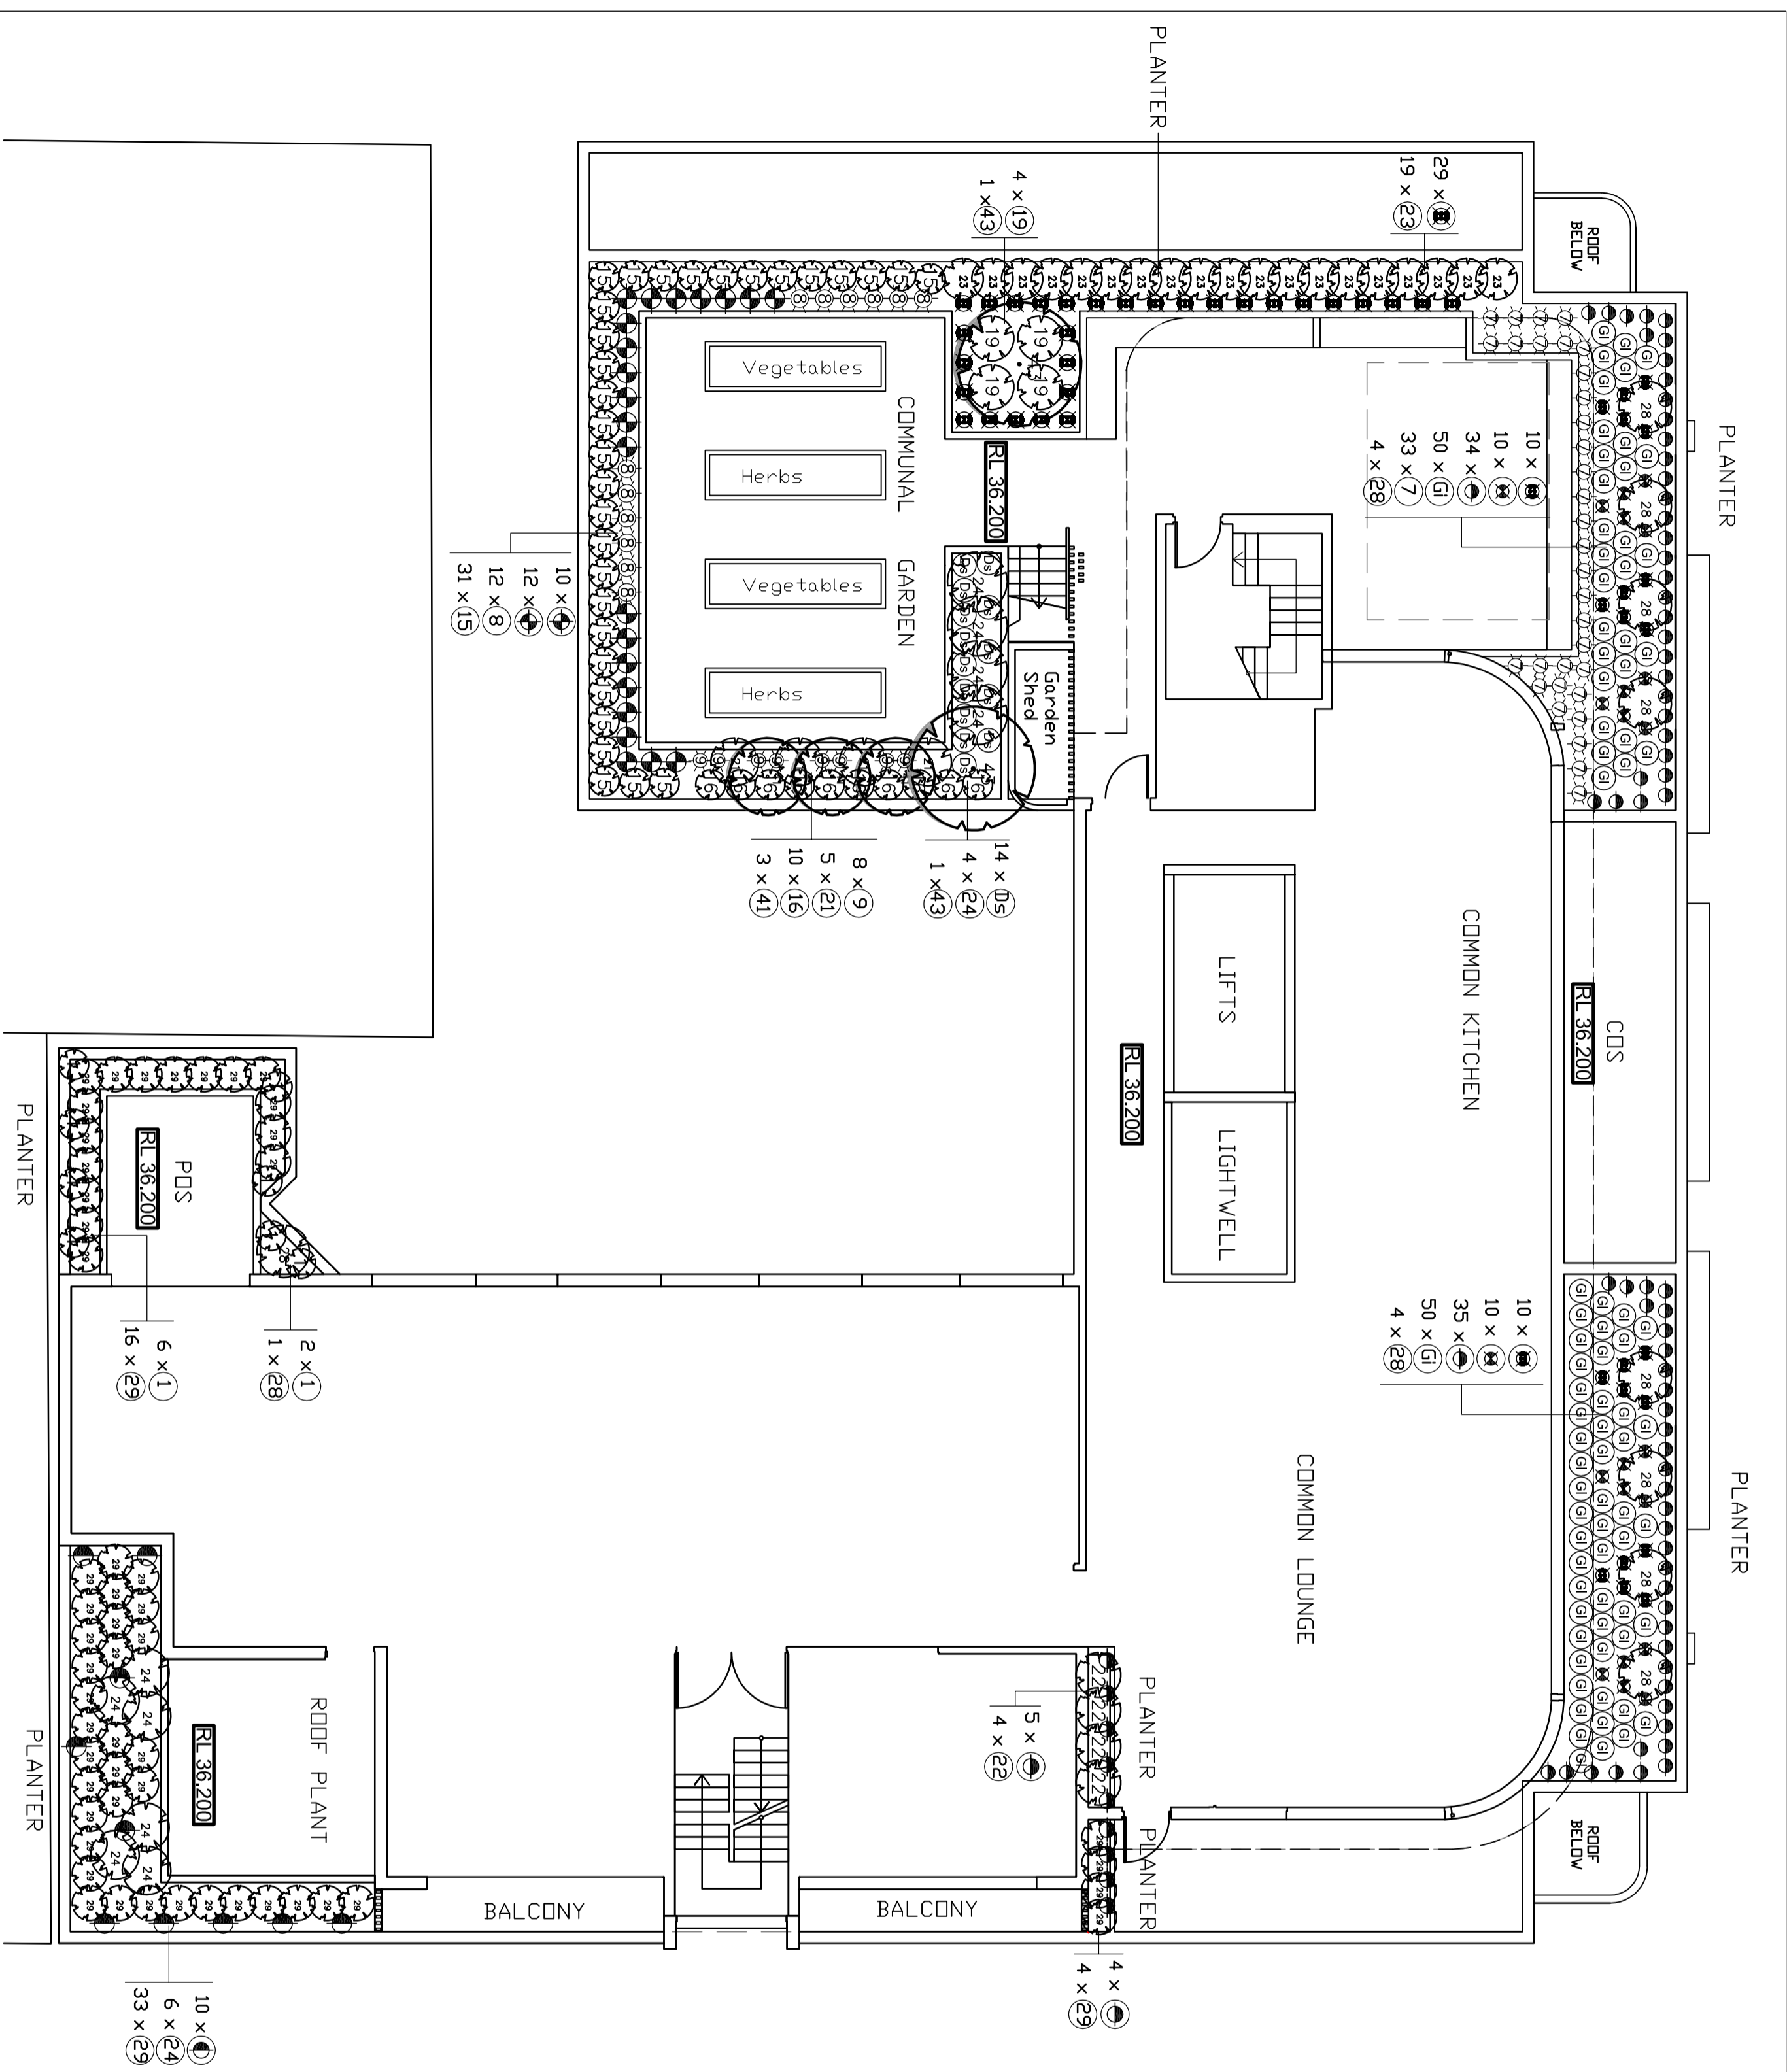 PLANTER
29 x
19 x 23
4 x 19
1 x 43
ROOF
BELOW
PLANTER
10 x
10 x
34 x
50 x GI
33 x 7
4 x 28
Vegetables
Herbs
Vegetables
Herbs
COMMUNAL GARDEN
RL 36.200
Garden
Shed
10 x
12 x
12 x 8
31 x 15
14 x Ds
4 x 24
1 x 43
8 x 9
5 x 21
10 x 16
3 x 41
LIFTS
LIGHTWELL
RL 36.200
COMMON KITCHEN
COS
RL 36.200
COMMON LOUNGE
PLANTER
10 x
10 x
35 x
50 x GI
4 x 28
ROOF
BELOW
PLANTER
POS
RL 36.200
2 x 1
1 x 28
6 x 1
16 x 29
PLANTER
PLANTER
5 x
4 x 22
4 x
4 x 29
BALCONY
BALCONY
ROOF PLANT
RL 36.200
PLANTER
10 x
6 x 24
33 x 29